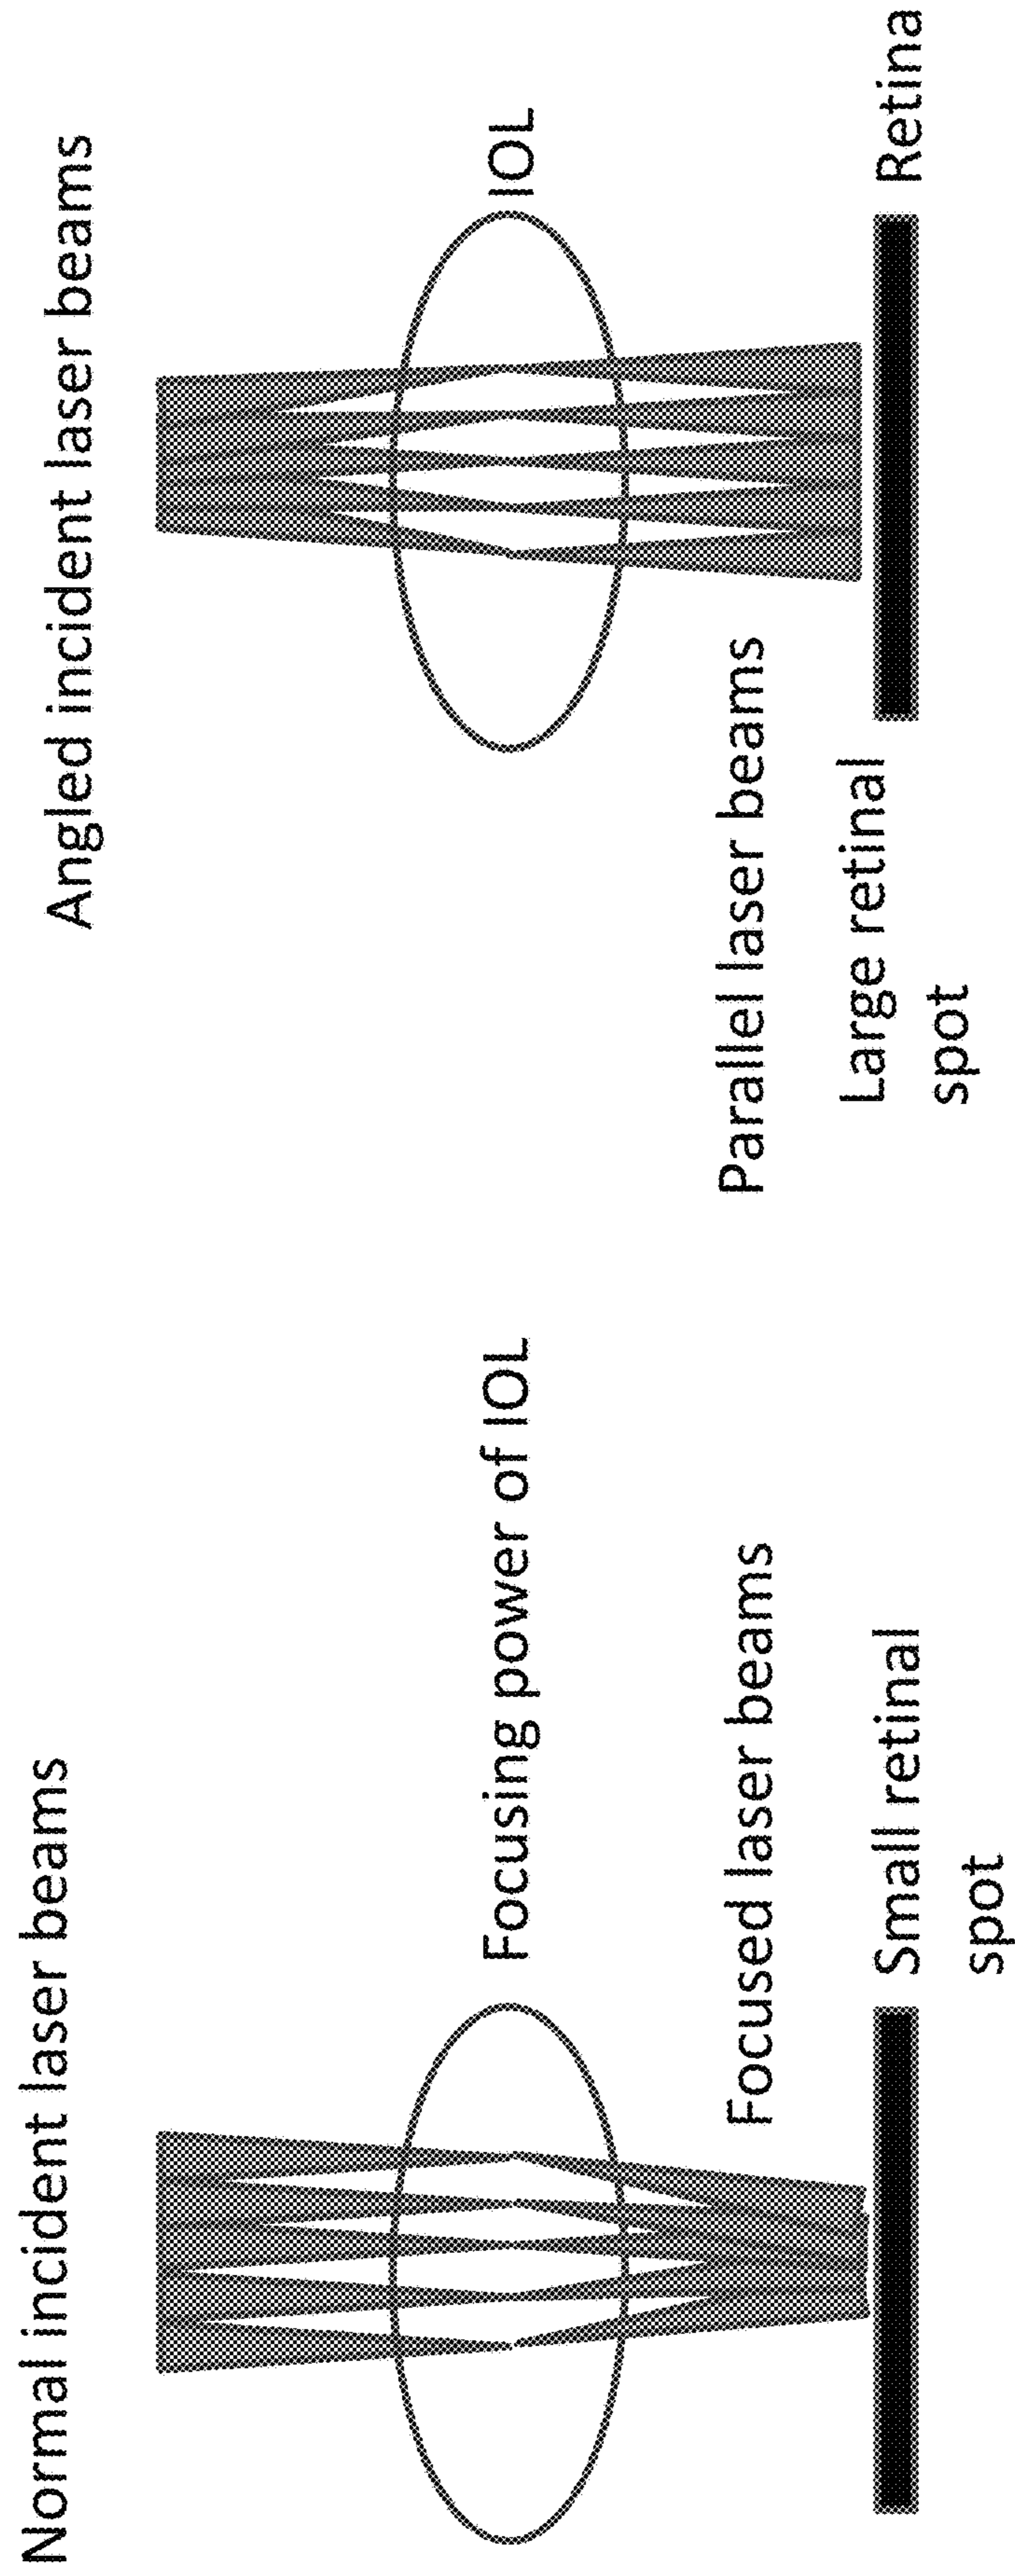 Normal incident laser beams
Focusing power of IOL
Focused laser beams
Small retinal
spot
Angled incident laser beams
IOL
Parallel laser beams
Large retinal
spot
Retina